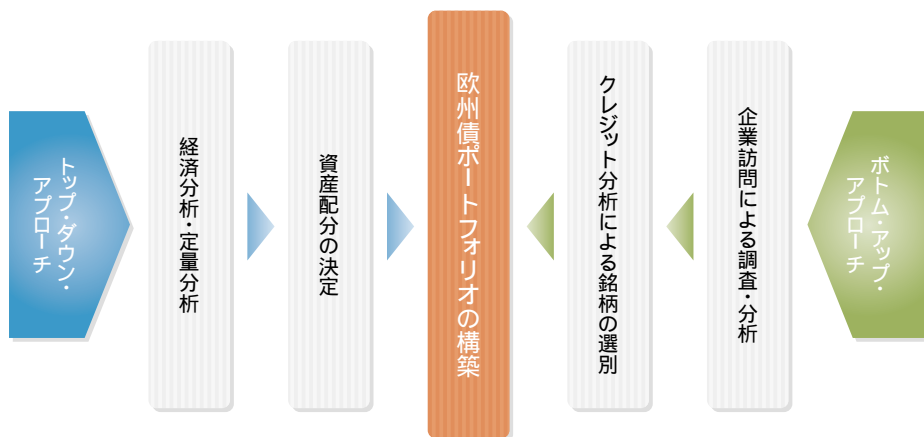 トップ・ダウン・
アプローチ
経済分析・定量分析
資産配分の決定
欧州債ポートフォリオの構築
クレジット分析による銘柄の選別
企業訪問による調査・分析
ボトム・アップ・
アプローチ